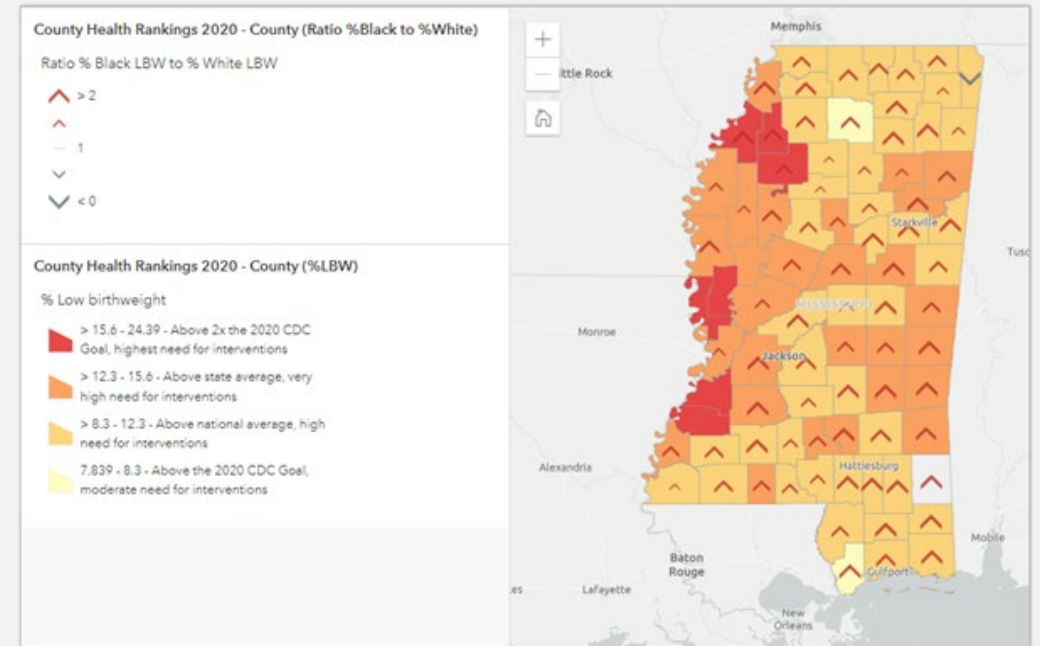 County Health Rankings 2020 - County (Ratio %Black to %White)
Ratio % Black LBW to % White LBW
> 2
1
< 0
County Health Rankings 2020 - County (%LBW)
% Low birthweight
> 15.6 - 24.39 - Above 2x the 2020 CDC
Goal, highest need for interventions
> 12.3 - 15.6 - Above state average, very
high need for interventions
> 8.3 - 12.3 - Above national average, high
need for interventions
7.839 - 8.3 - Above the 2020 CDC Goal,
moderate need for interventions
Memphis
ttle Rock
Starkville
Tusc
MISSISSIPPI
Monroe
Jackson
Alexandria
Hattiesburg
Mobile
Baton
Rouge
Gulfport
es
Lafayette
New
Orleans